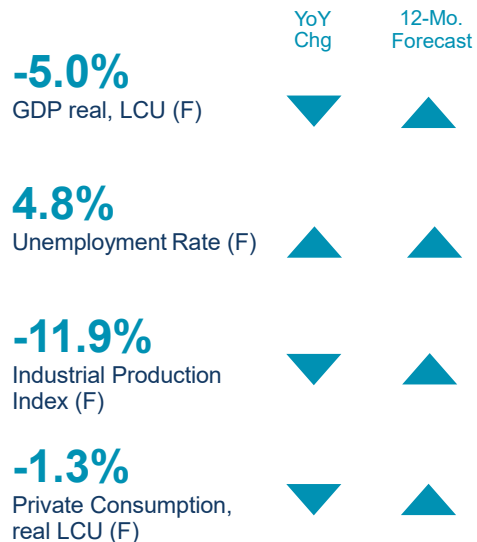 YoY
Chg
12-Mo.
Forecast
-5.0%
GDP real, LCU (F)
4.8%
Unemployment Rate (F)
-11.9%
Industrial Production
Index (F)
-1.3%
Private Consumption,
real LCU (F)